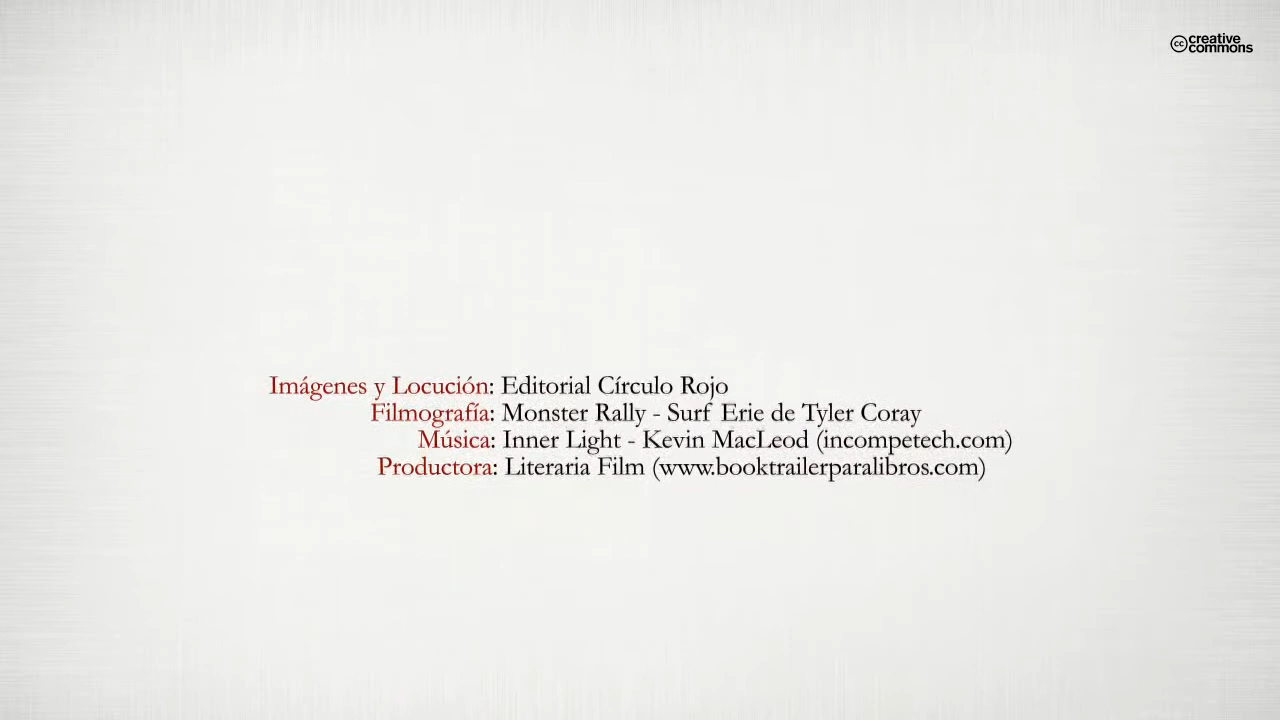 cc creative
commons
Imágenes y Locución: Editorial Círculo Rojo
Filmografía: Monster Rally - Surf Erie de Tyler Coray
Música: Inner Light - Kevin MacLeod (incompetech.com)
Productora: Literaria Film (www.booktrailerparalibros.com)